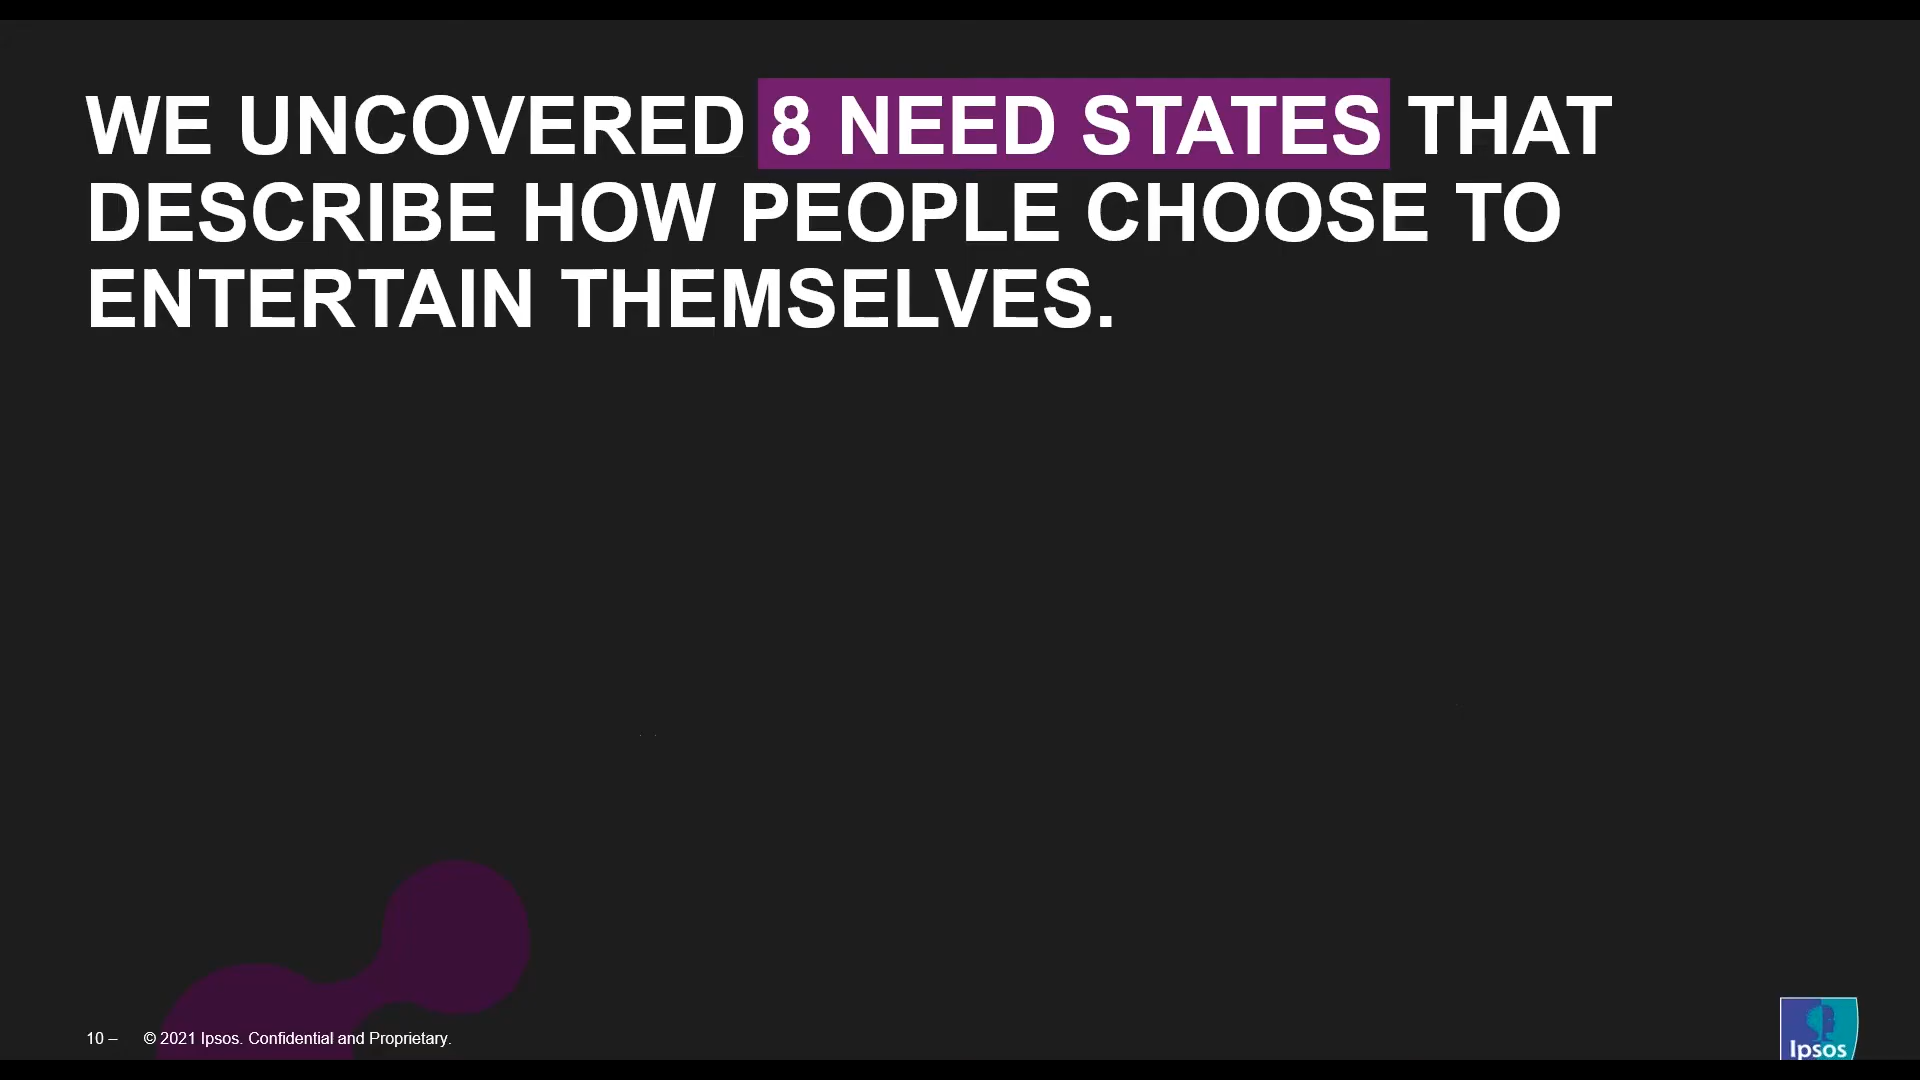 WE UNCOVERED 8 NEED STATES THAT
DESCRIBE HOW PEOPLE CHOOSE TO
ENTERTAIN THEMSELVES.
10 – © 2021 Ipsos. Confidential and Proprietary.
Ipsos